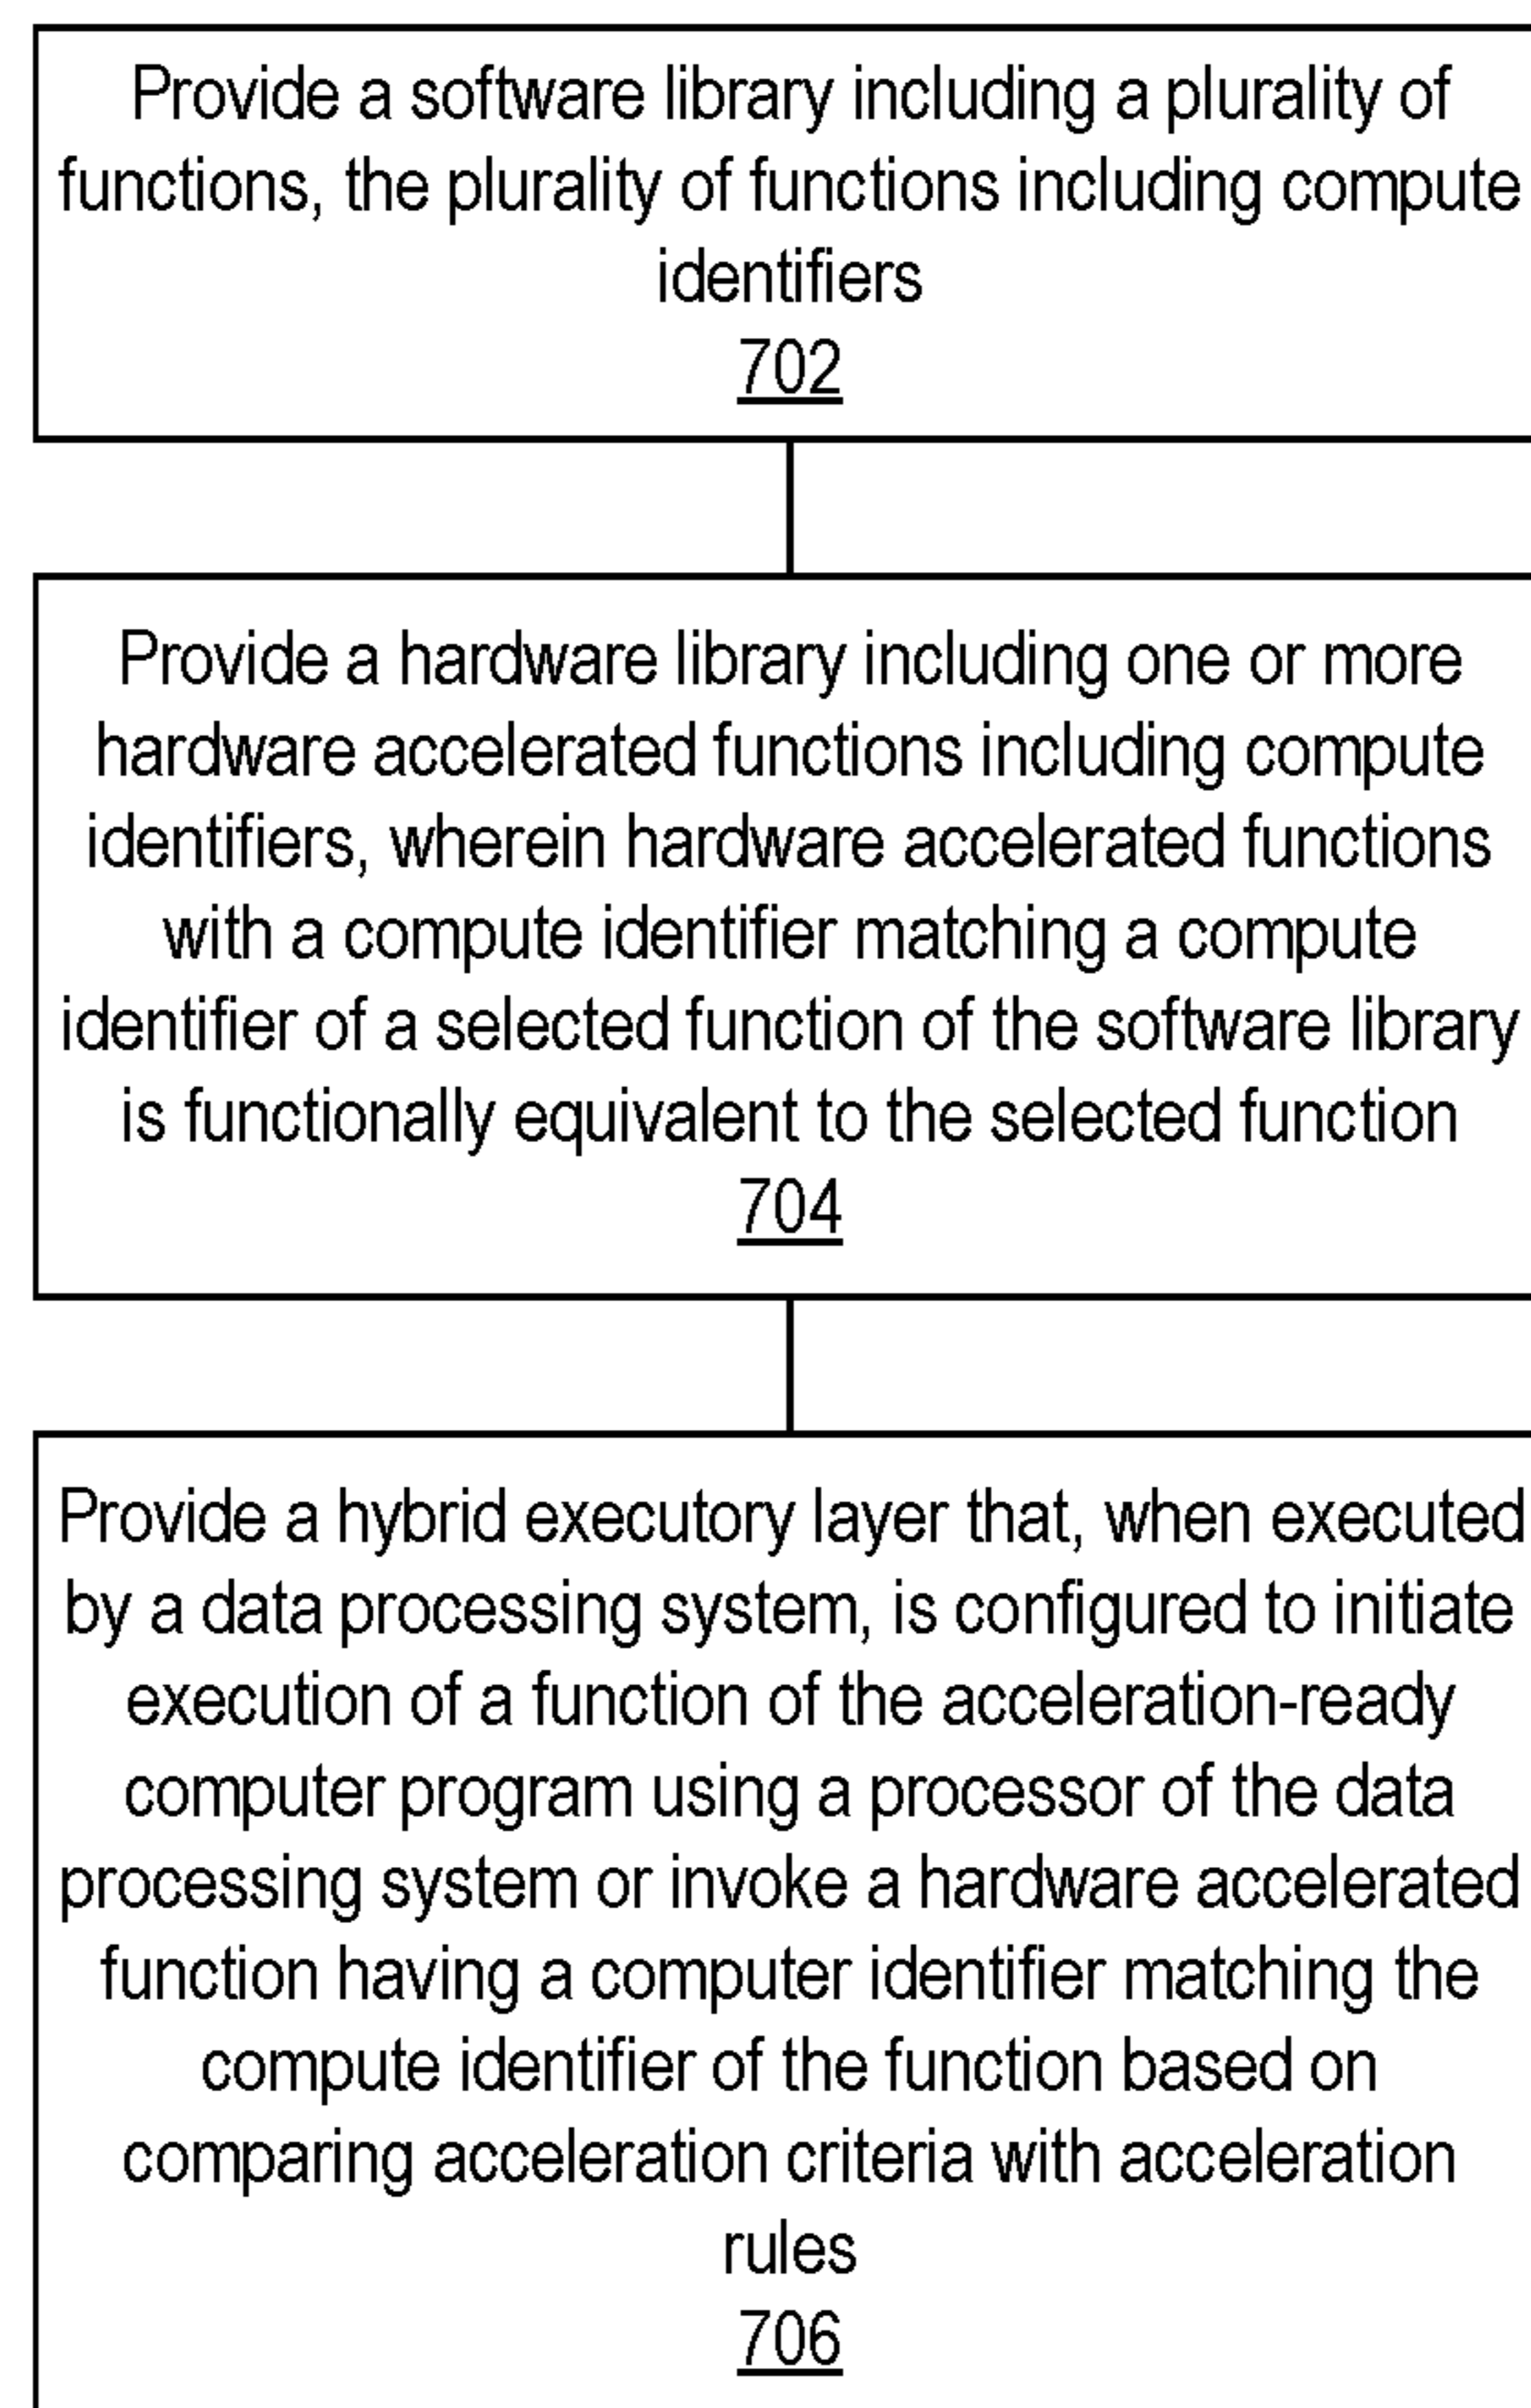 Provide a software library including a plurality of
functions, the plurality of functions including compute
identifiers
702
Provide a hardware library including one or more
hardware accelerated functions including compute
identifiers, wherein hardware accelerated functions
with a compute identifier matching a compute
identifier of a selected function of the software library
is functionally equivalent to the selected function
704
Provide a hybrid executory layer that, when executed
by a data processing system, is configured to initiate
execution of a function of the acceleration-ready
computer program using a processor of the data
processing system or invoke a hardware accelerated
function having a computer identifier matching the
compute identifier of the function based on
comparing acceleration criteria with acceleration
rules
706